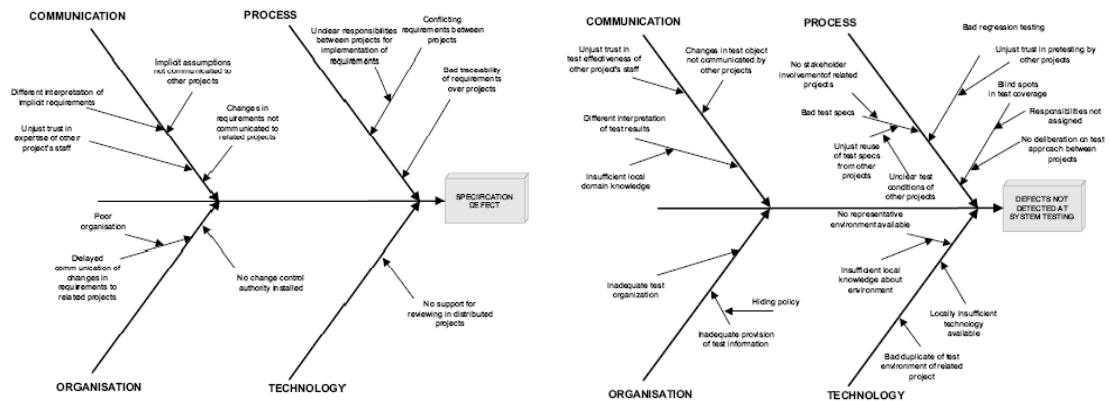 COMMUNICATION
PROCESS
Implicit assumptions
not communicated to
other projects
Different interpretation of
implicit requirements
Unjust trust in
expertise of other
project's staff
Changes in
requirements not
communicated to
related projects
Unclear responsibilities
between projects for
implementation of
requirements
Conflicting
requirements between
projects
Bad traceability
of requirements
over projects
SPECIIFICATION
DEFECT
Poor
organisation
Delayed
communication of
changes in
requirements to
related projects
No change control
authority installed
No support for
reviewing in distributed
projects
ORGANISATION
TECHNOLOGY
COMMUNICATION
PROCESS
Unjust trust in
test effectiveness of
other project's staff
Changes in test object
not communicated by
other projects
Different interpretation
of test results
Insufficient local
domain knowledge
Bad regression testing
No stakeholder
involvement of related
projects
Unjust trust in pretesting by
other projects
Bad test specs
Blind spots
in test coverage
Responsibilities not
assigned
Unjust reuse
of test specs
from other
projects
No deliberation on test
approach between
projects
Unclear test
conditions of
other projects
DEFECTS NOT
DETECTED AT
SYSTEM TESTING
No representative
environment available
Insufficient local
knowledge about
environment
Inadequate test
organization
Hiding policy
Inadequate provision
of test information
Locally insufficient
technology
available
Bad duplicate of test
environment of related
project
ORGANISATION
TECHNOLOGY